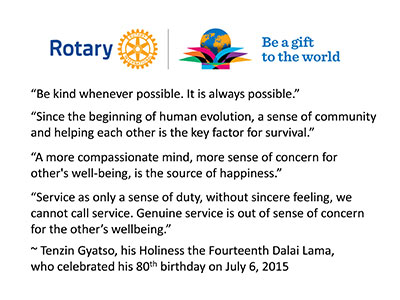 Rotary
Be a gift
to the world
“Be kind whenever possible. It is always possible.”
“Since the beginning of human evolution, a sense of community
and helping each other is the key factor for survival.”
“A more compassionate mind, more sense of concern for
other's well-being, is the source of happiness.”
“Service as only a sense of duty, without sincere feeling, we
cannot call service. Genuine service is out of sense of concern
for the other’s wellbeing.”
~ Tenzin Gyatso, his Holiness the Fourteenth Dalai Lama,
who celebrated his 80th birthday on July 6, 2015